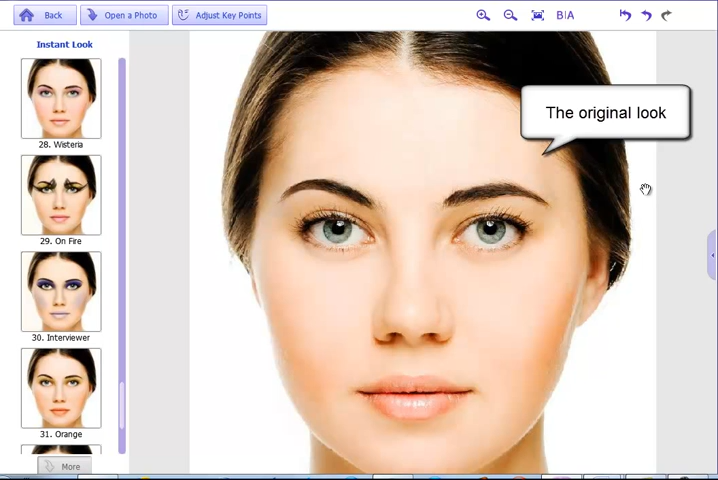 Back
Open a Photo
Adjust Key Points
B|A
Instant Look
The original look
28. Wisteria
29. On Fire
30. Interviewer
31. Orange
More